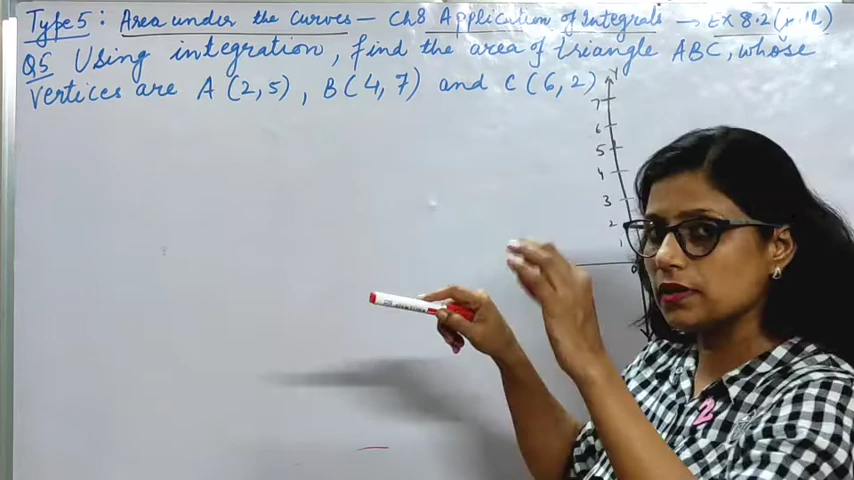 Type 5 : Area under the Curves - Ch 8 Application of Integrals → Ex 8.2
Q5 Using integration, find the area of triangle ABC, whose
vertices are A (2,5), B (4,7) and C (6,2)
Y
7
6
5
4
3
2
1
0
2